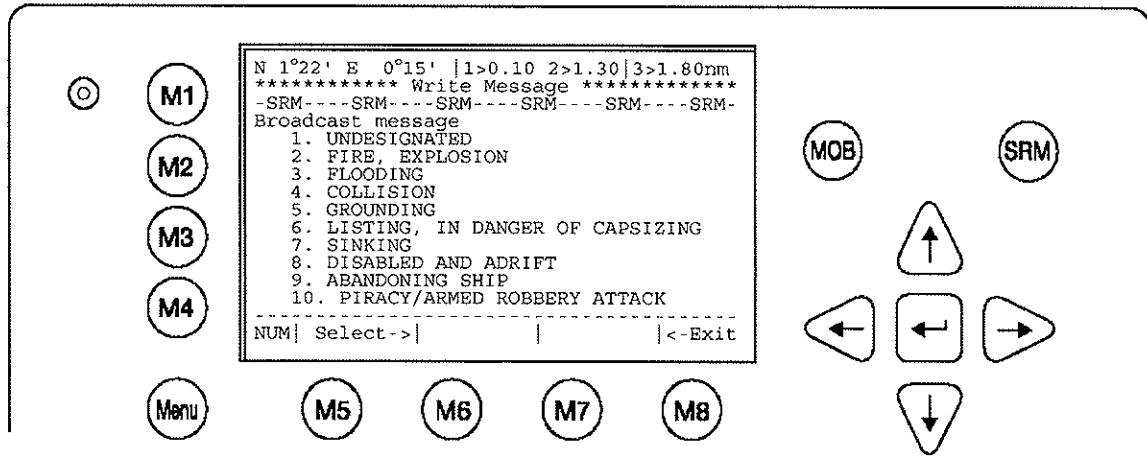 N 1°22' E  0°15' |1>0.10 2>1.30|3>1.80nm
************ Write Message *************
-SRM----SRM----SRM----SRM----SRM----SRM-
Broadcast message
1. UNDESIGNATED
2. FIRE, EXPLOSION
3. FLOODING
4. COLLISION
5. GROUNDING
6. LISTING, IN DANGER OF CAPSIZING
7. SINKING
8. DISABLED AND ADRIFT
9. ABANDONING SHIP
10. PIRACY/ARMED ROBBERY ATTACK
----------------------------------------
NUM| Select->|         |         |<-Exit
M1
M2
M3
M4
Menu
M5
M6
M7
M8
MOB
SRM